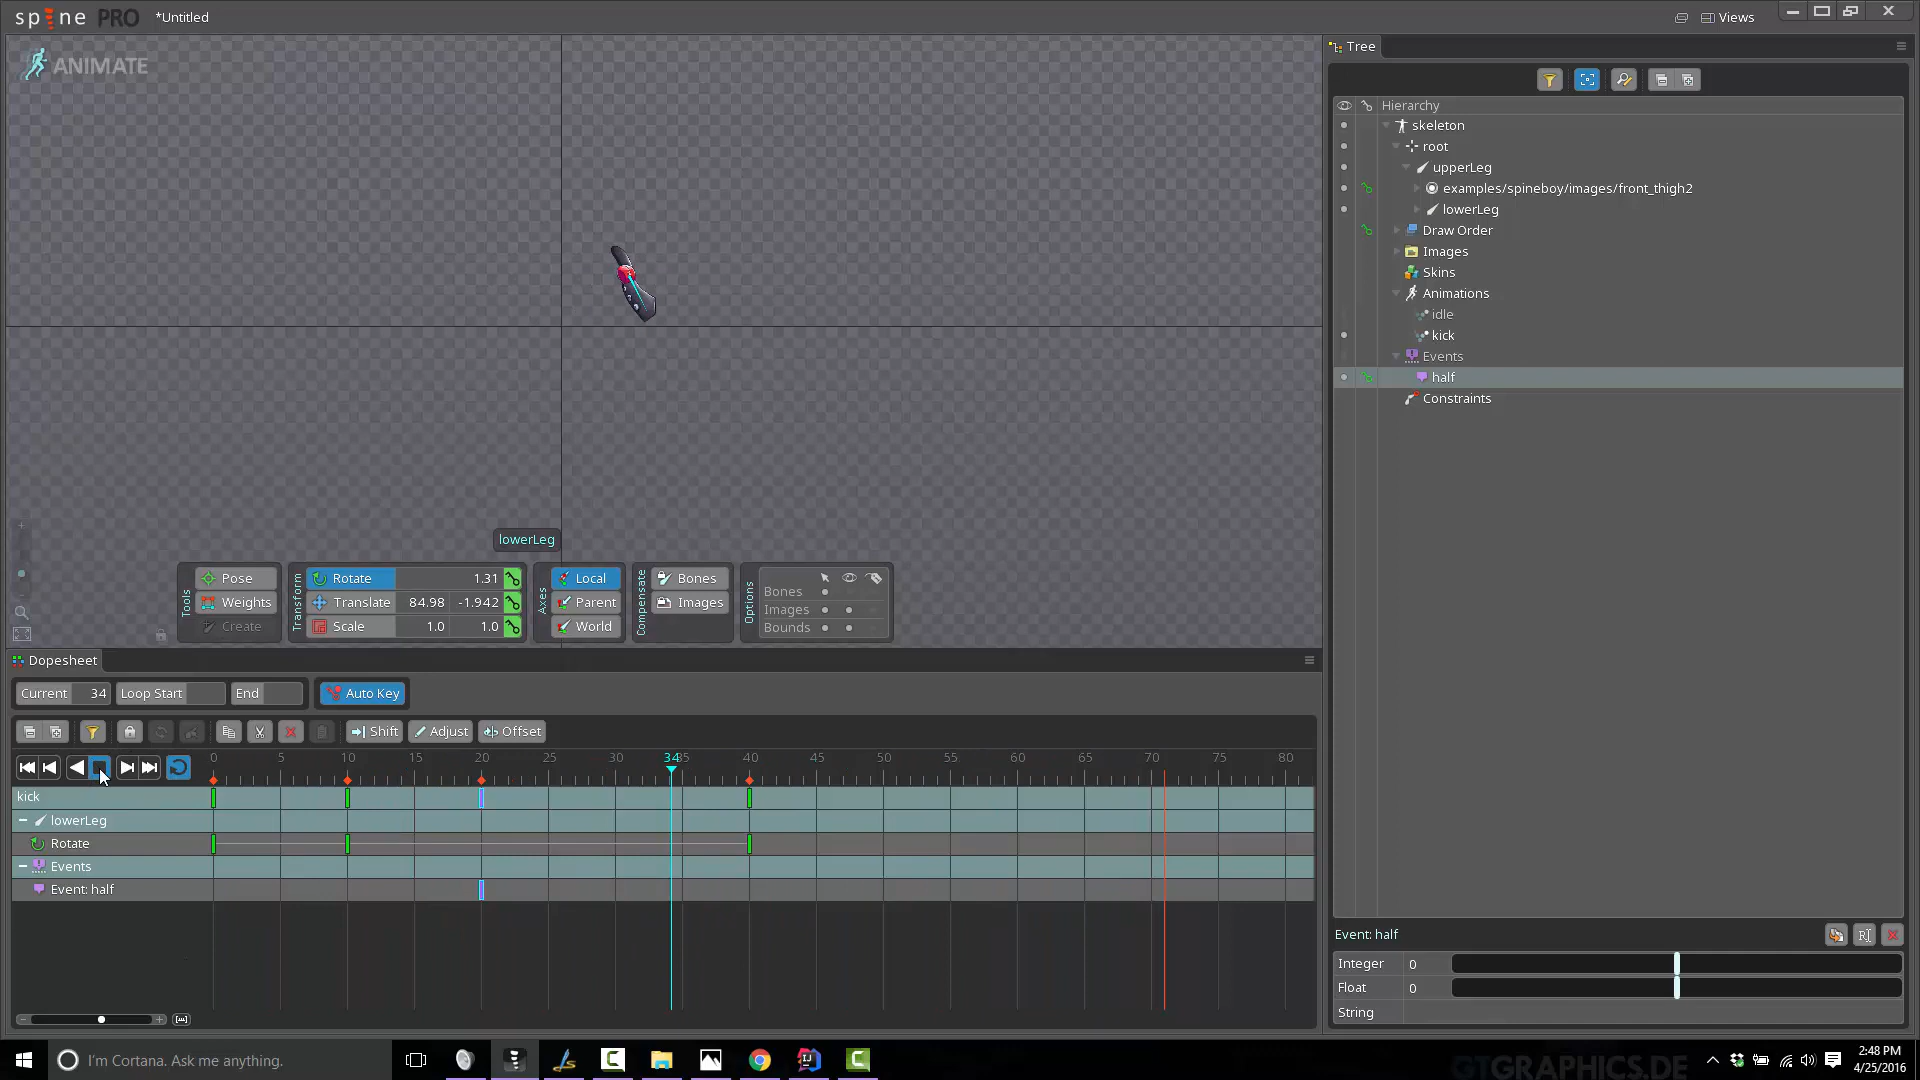 spine PRO *Untitled Views
ANIMATE
Tree
Hierarchy
skeleton
root
upperLeg
examples/spineboy/images/front_thigh2
lowerLeg
Draw Order
Images
Skins
Animations
idle
kick
Events
half
Constraints
lowerLeg
Tools
Pose
Weights
Create
Transform
Rotate 1.31
Translate 84.98 -1.942
Scale 1.0 1.0
Axes
Local
Parent
World
Compensate
Bones
Images
Options
Bones
Images
Bounds
Dopesheet
Current 34 Loop Start End Auto Key
Shift Adjust Offset
0 5 10 15 20 25 30 34 35 40 45 50 55 60 65 70 75 80
kick
lowerLeg
Rotate
Events
Event: half
Event: half
Integer 0
Float 0
String
I'm Cortana. Ask me anything.
GTGRAPHICS.DE
2:48 PM
4/25/2016